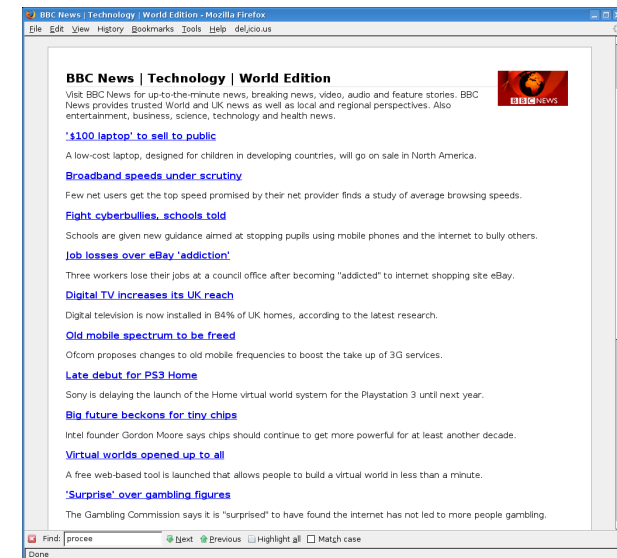 BBC News | Technology | World Edition - Mozilla Firefox
File Edit View History Bookmarks Tools Help del.icio.us
BBC News | Technology | World Edition
Visit BBC News for up-to-the-minute news, breaking news, video, audio and feature stories. BBC
News provides trusted World and UK news as well as local and regional perspectives. Also
entertainment, business, science, technology and health news.
BBC NEWS
'$100 laptop' to sell to public
A low-cost laptop, designed for children in developing countries, will go on sale in North America.
Broadband speeds under scrutiny
Few net users get the top speed promised by their net provider finds a study of average browsing speeds.
Fight cyberbullies, schools told
Schools are given new guidance aimed at stopping pupils using mobile phones and the internet to bully others.
Job losses over eBay 'addiction'
Three workers lose their jobs at a council office after becoming "addicted" to internet shopping site eBay.
Digital TV increases its UK reach
Digital television is now installed in 84% of UK homes, according to the latest research.
Old mobile spectrum to be freed
Ofcom proposes changes to old mobile frequencies to boost the take up of 3G services.
Late debut for PS3 Home
Sony is delaying the launch of the Home virtual world system for the Playstation 3 until next year.
Big future beckons for tiny chips
Intel founder Gordon Moore says chips should continue to get more powerful for at least another decade.
Virtual worlds opened up to all
A free web-based tool is launched that allows people to build a virtual world in less than a minute.
'Surprise' over gambling figures
The Gambling Commission says it is "surprised" to have found the internet has not led to more people gambling.
Find: procee Next Previous Highlight all Match case
Done